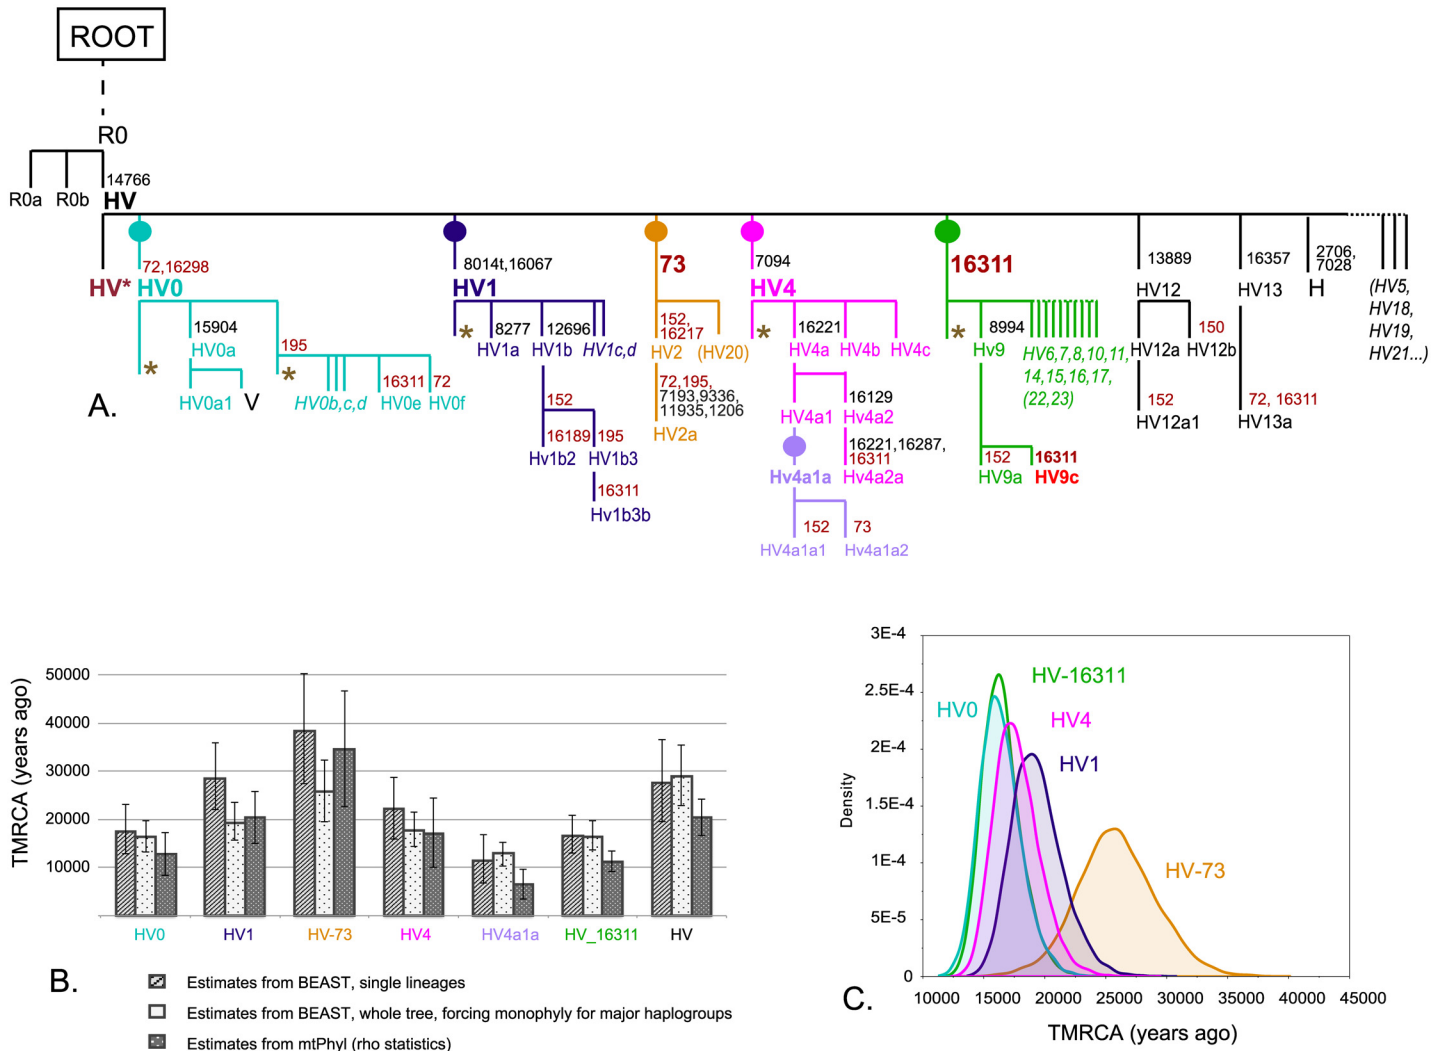 ROOT
R0
14766
R0a R0b HV
72,16298
HV* HV0
15904
HV0a
195
*
*
16311 72
HV0a1 V HV0b,c,d HV0e HV0f
A.
8014t,16067
HV1
*
8277 12696
HV1a HV1b HV1c,d
152
16189 195
Hv1b2 HV1b3
16311
Hv1b3b
73
152,
16217
HV2 (HV20)
72,195,
7193,9336,
11935,1206
HV2a
7094
HV4
*
16221
HV4a HV4b HV4c
16129
HV4a1 Hv4a2
16221,16287,
16311
Hv4a1a Hv4a2a
152 73
HV4a1a1 Hv4a1a2
16311
*
8994
Hv9
HV6,7,8,10,11,
14,15,16,17,
(22,23)
152 16311
HV9a HV9c
13889
HV12
150
HV12a HV12b
152
HV12a1
16357
HV13
72, 16311
HV13a
2706,
7028
H
(HV5,
HV18,
HV19,
HV21...)
TMRCA (years ago)
50000
40000
30000
20000
10000
HV0 HV1 HV-73 HV4 HV4a1a HV_16311 HV
B.
Estimates from BEAST, single lineages
Estimates from BEAST, whole tree, forcing monophyly for major haplogroups
Estimates from mtPhyl (rho statistics)
3E-4
2.5E-4
2E-4
1.5E-4
1E-4
5E-5
0
Density
HV-16311
HV0
HV4
HV1
HV-73
C.
10000 15000 20000 25000 30000 35000 40000 45000
TMRCA (years ago)